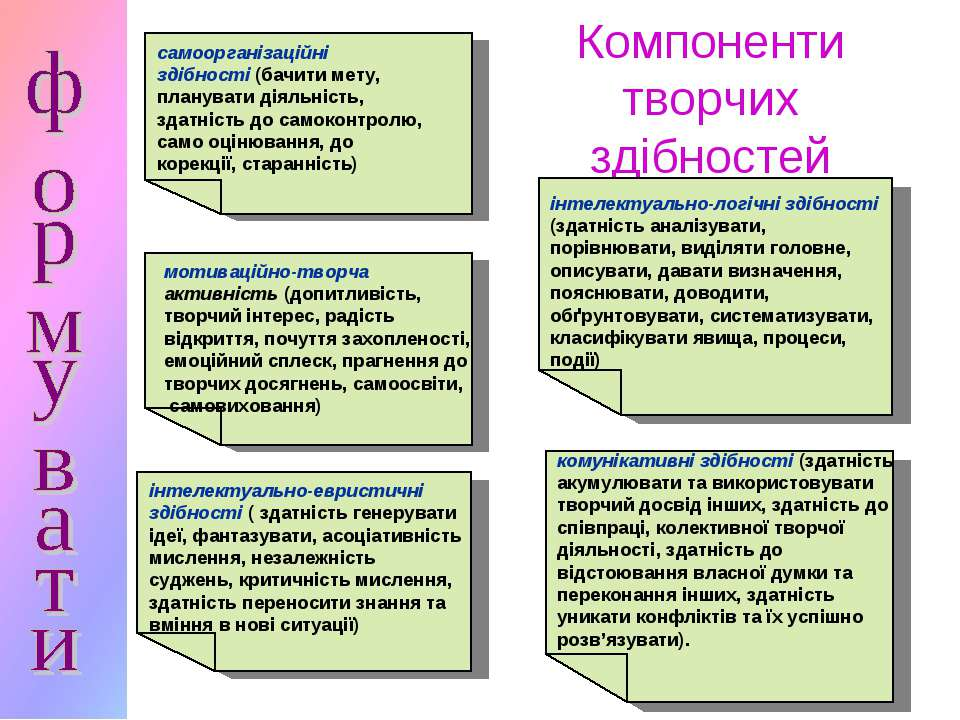 формувати
Компоненти
творчих
здібностей
самоорганізаційні
здібності (бачити мету,
планувати діяльність,
здатність до самоконтролю,
само оцінювання, до
корекції, старанність)
мотиваційно-творча
активність (допитливість,
творчий інтерес, радість
відкриття, почуття захопленості,
емоційний сплеск, прагнення до
творчих досягнень, самоосвіти,
самовиховання)
інтелектуально-евристичні
здібності ( здатність генерувати
ідеї, фантазувати, асоціативність
мислення, незалежність
суджень, критичність мислення,
здатність переносити знання та
вміння в нові ситуації)
інтелектуально-логічні здібності
(здатність аналізувати,
порівнювати, виділяти головне,
описувати, давати визначення,
пояснювати, доводити,
обґрунтовувати, систематизувати,
класифікувати явища, процеси,
події)
комунікативні здібності (здатність
акумулювати та використовувати
творчий досвід інших, здатність до
співпраці, колективної творчої
діяльності, здатність до
відстоювання власної думки та
переконання інших, здатність
уникати конфліктів та їх успішно
розв’язувати).